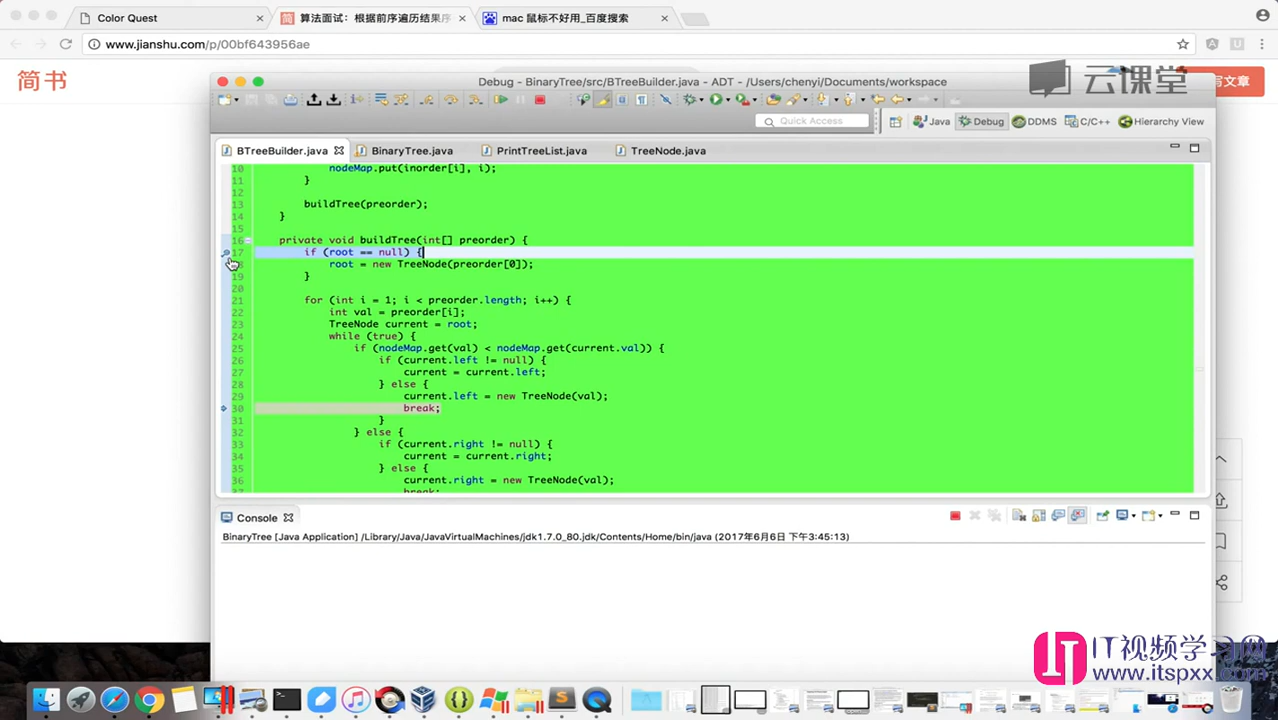 Color Quest
算法面试：根据前序遍历结果序
mac 鼠标不好用_百度搜索
www.jianshu.com/p/00bf643956ae
简书
写文章
云课堂
Debug - BinaryTree/src/BTreeBuilder.java - ADT - /Users/chenyi/Documents/workspace
Quick Access
Java
Debug
DDMS
C/C++
Hierarchy View
BTreeBuilder.java
BinaryTree.java
PrintTreeList.java
TreeNode.java
10 nodeMap.put(inorder[i], i);
11 }
12
13 buildTree(preorder);
14 }
15
16 private void buildTree(int[] preorder) {
17 if (root == null) {
18 root = new TreeNode(preorder[0]);
19 }
20
21 for (int i = 1; i < preorder.length; i++) {
22 int val = preorder[i];
23 TreeNode current = root;
24 while (true) {
25 if (nodeMap.get(val) < nodeMap.get(current.val)) {
26 if (current.left != null) {
27 current = current.left;
28 } else {
29 current.left = new TreeNode(val);
30 break;
31 }
32 } else {
33 if (current.right != null) {
34 current = current.right;
35 } else {
36 current.right = new TreeNode(val);
37 break;
Console
BinaryTree [Java Application] /Library/Java/JavaVirtualMachines/jdk1.7.0_80.jdk/Contents/Home/bin/java (2017年6月6日 下午3:45:13)
IT视频学习网
www.itspxx.com